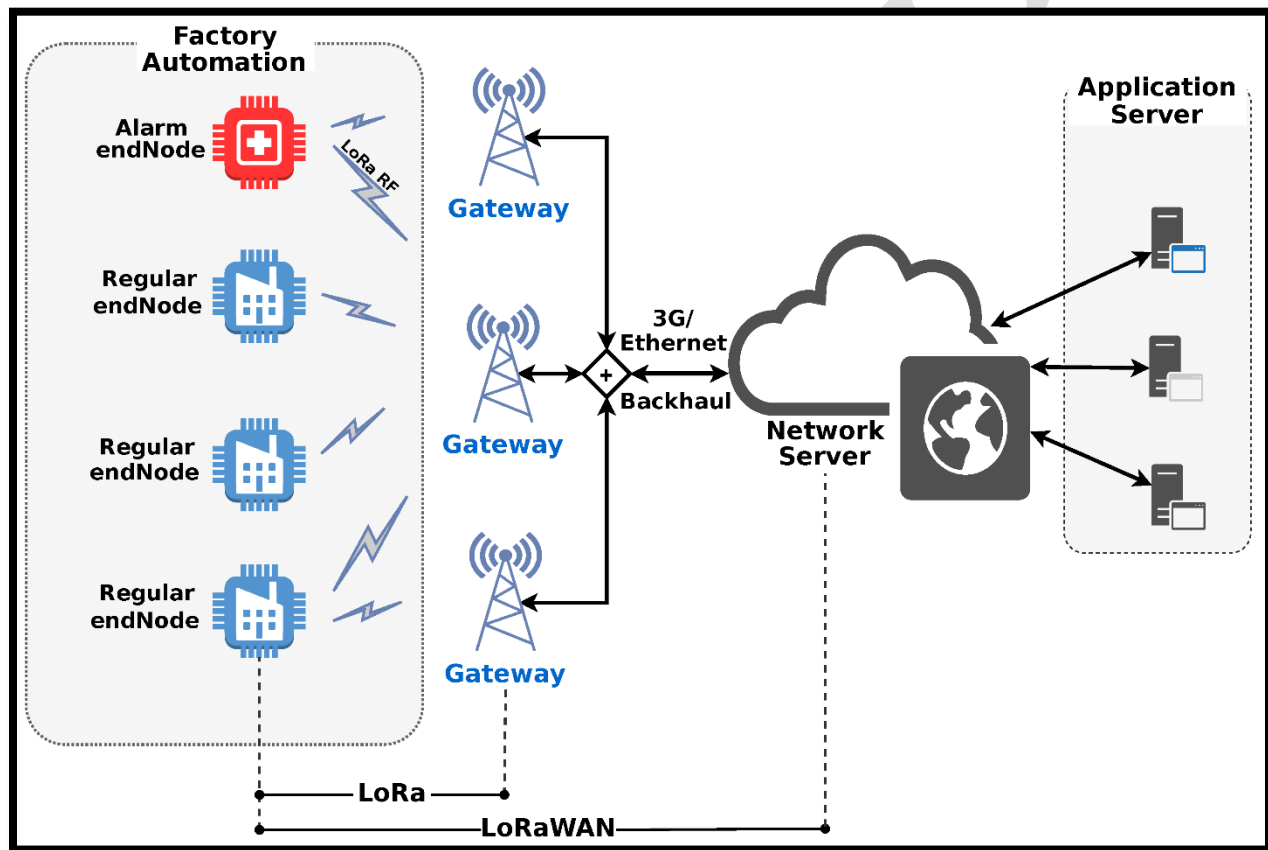 Factory
Automation
Alarm
endNode
LoRa RF
Regular
endNode
Regular
endNode
Regular
endNode
Gateway
Gateway
Gateway
3G/
Ethernet
+
Backhaul
Network
Server
Application
Server
LoRa
LoRaWAN